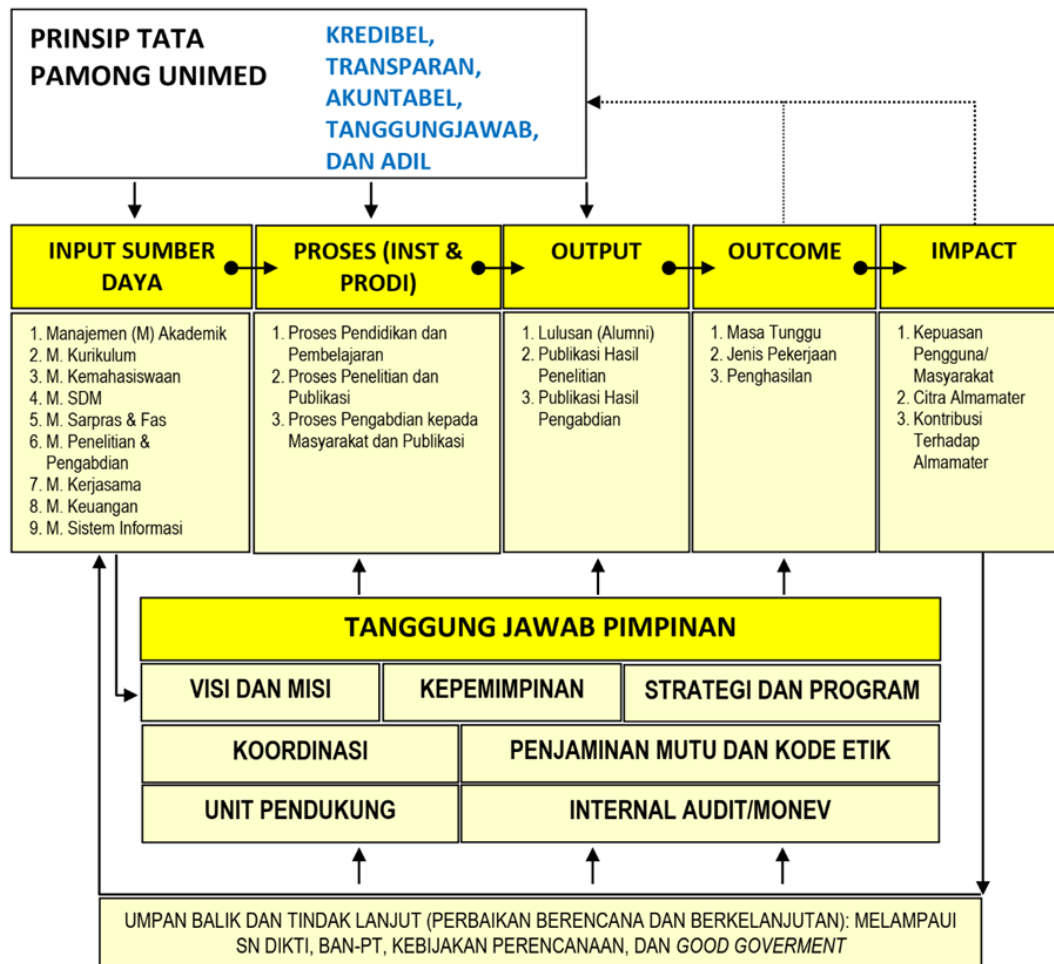 PRINSIP TATA
PAMONG UNIMED
KREDIBEL,
TRANSPARAN,
AKUNTABEL,
TANGGUNGJAWAB,
DAN ADIL
INPUT SUMBER
DAYA
PROSES (INST &
PRODI)
OUTPUT
OUTCOME
IMPACT
1. Manajemen (M) Akademik
2. M. Kurikulum
3. M. Kemahasiswaan
4. M. SDM
5. M. Sarpras & Fas
6. M. Penelitian &
Pengabdian
7. M. Kerjasama
8. M. Keuangan
9. M. Sistem Informasi
1. Proses Pendidikan dan
Pembelajaran
2. Proses Penelitian dan
Publikasi
3. Proses Pengabdian kepada
Masyarakat dan Publikasi
1. Lulusan (Alumni)
2. Publikasi Hasil
Penelitian
3. Publikasi Hasil
Pengabdian
1. Masa Tunggu
2. Jenis Pekerjaan
3. Penghasilan
1. Kepuasan
Pengguna/
Masyarakat
2. Citra Almamater
3. Kontribusi
Terhadap
Almamater
TANGGUNG JAWAB PIMPINAN
VISI DAN MISI
KEPEMIMPINAN
STRATEGI DAN PROGRAM
KOORDINASI
PENJAMINAN MUTU DAN KODE ETIK
UNIT PENDUKUNG
INTERNAL AUDIT/MONEV
UMPAN BALIK DAN TINDAK LANJUT (PERBAIKAN BERENCANA DAN BERKELANJUTAN): MELAMPAUI
SN DIKTI, BAN-PT, KEBIJAKAN PERENCANAAN, DAN GOOD GOVERMENT